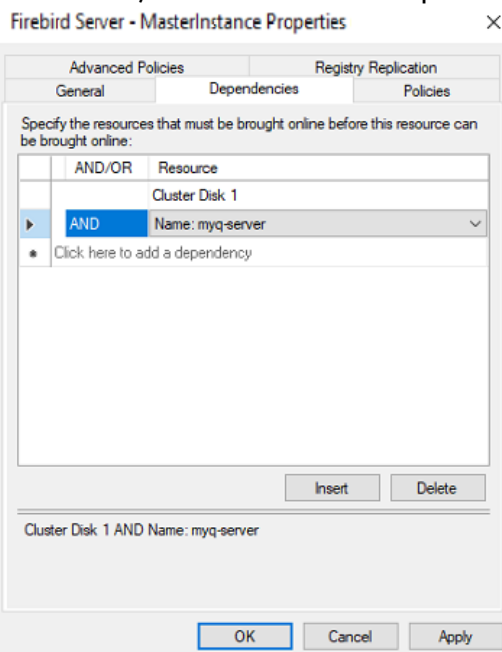 Firebird Server - MasterInstance Properties
Advanced Policies Registry Replication
General Dependencies Policies
Specify the resources that must be brought online before this resource can
be brought online:
AND/OR Resource
Cluster Disk 1
AND Name: myq-server
Click here to add a dependency
Insert Delete
Cluster Disk 1 AND Name: myq-server
OK Cancel Apply